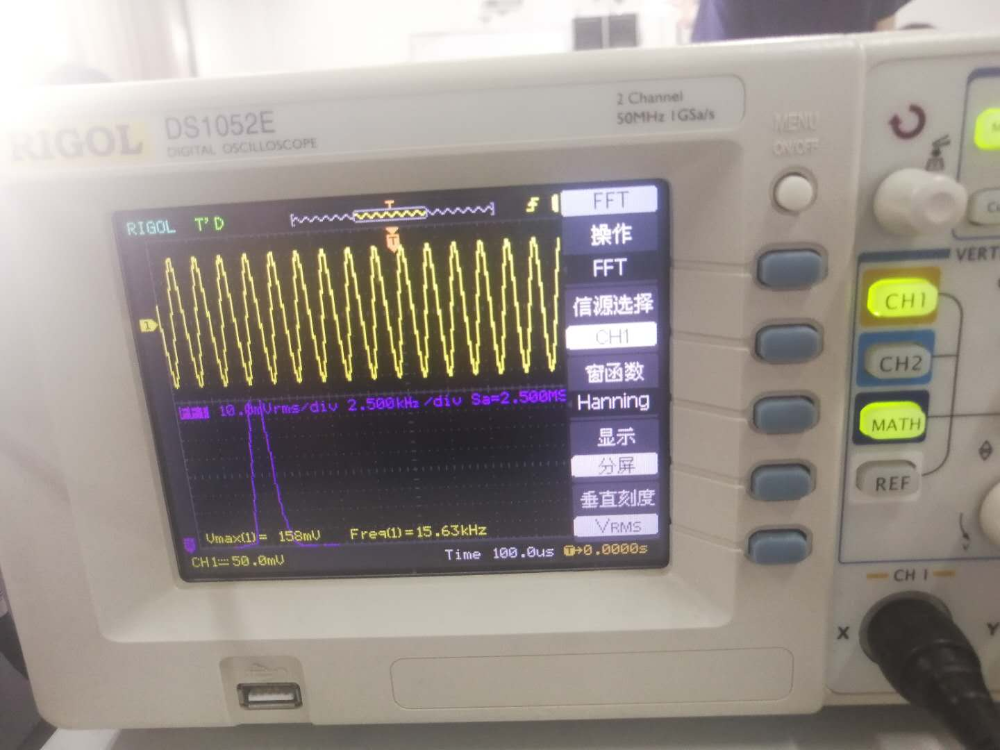 RIGOL DS1052E
DIGITAL OSCILLOSCOPE
2 Channel
50MHz 1GSa/s
MENU
ON/OFF
RIGOL T'D
T
T
1
10.0mVrms/div 2.500kHz/div Sa=2.500MS
Vmax(1)= 158mV Freq(1)=15.63kHz
CH1 50.0mV Time 100.0us T→0.0000s
FFT
操作
FFT
信源选择
CH1
窗函数
Hanning
显示
分屏
垂直刻度
VRMS
VERT
CH1
CH2
MATH
REF
CH 1
X
Y